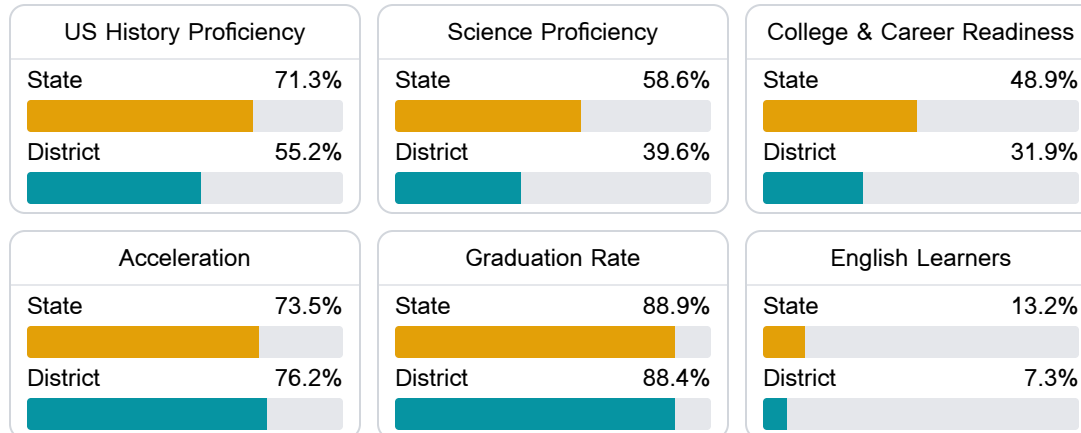 US History Proficiency
State 71.3%
District 55.2%
Science Proficiency
State 58.6%
District 39.6%
College & Career Readiness
State 48.9%
District 31.9%
Acceleration
State 73.5%
District 76.2%
Graduation Rate
State 88.9%
District 88.4%
English Learners
State 13.2%
District 7.3%